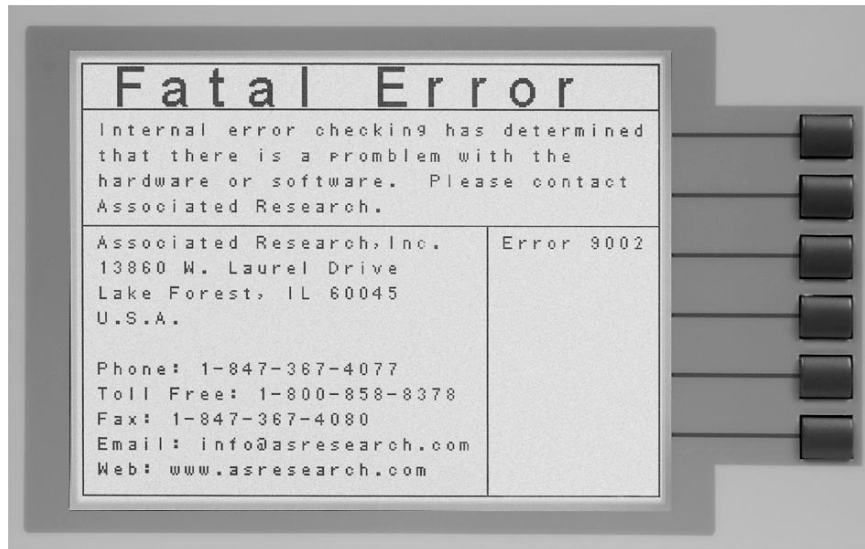 Fatal Error
Internal error checking has determined
that there is a promblem with the
hardware or software. Please contact
Associated Research.
Associated Research,Inc.
13860 W. Laurel Drive
Lake Forest, IL 60045
U.S.A.
Phone: 1-847-367-4077
Toll Free: 1-800-858-8378
Fax: 1-847-367-4080
Email: info@asresearch.com
Web: www.asresearch.com
Error 9002